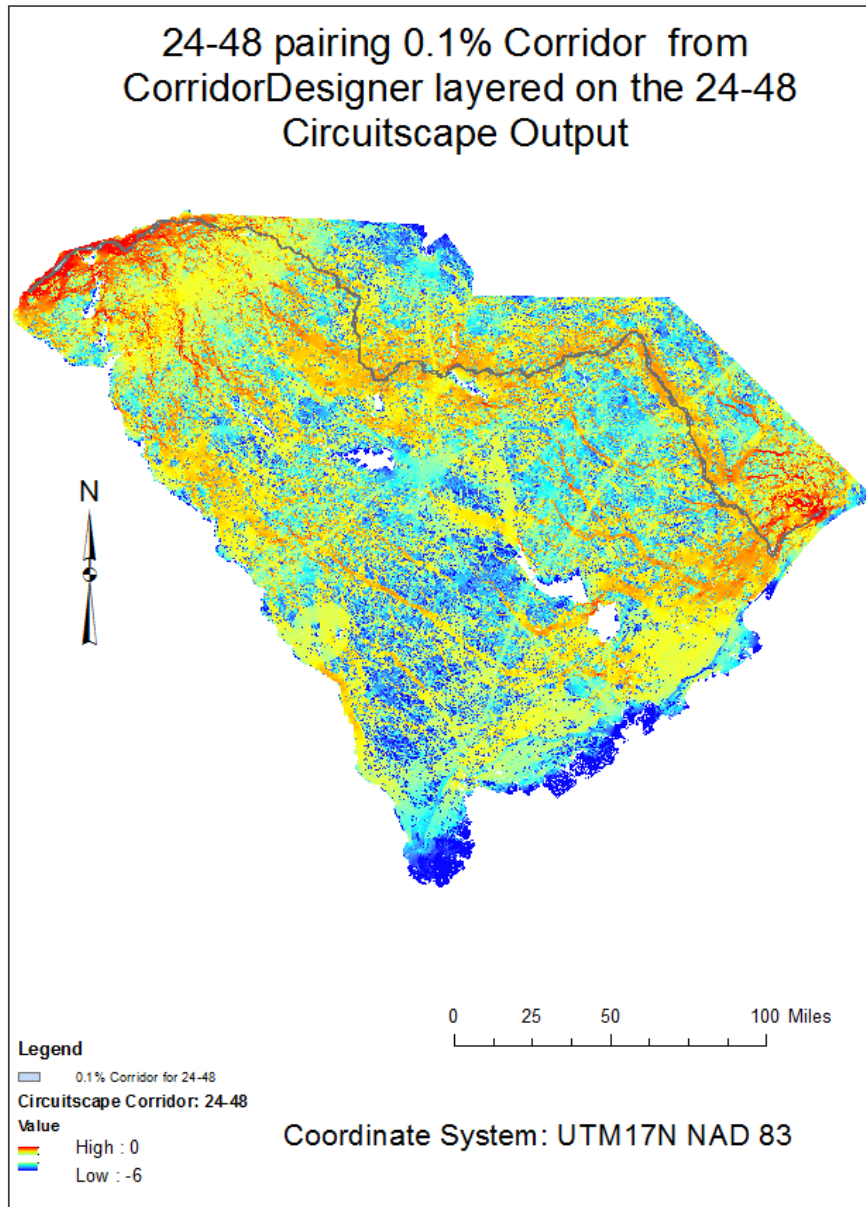 24-48 pairing 0.1% Corridor from
CorridorDesigner layered on the 24-48
Circuitscape Output
N
0 25 50 100 Miles
Legend
0.1% Corridor for 24-48
Circuitscape Corridor: 24-48
Value
High : 0
Low : -6
Coordinate System: UTM17N NAD 83